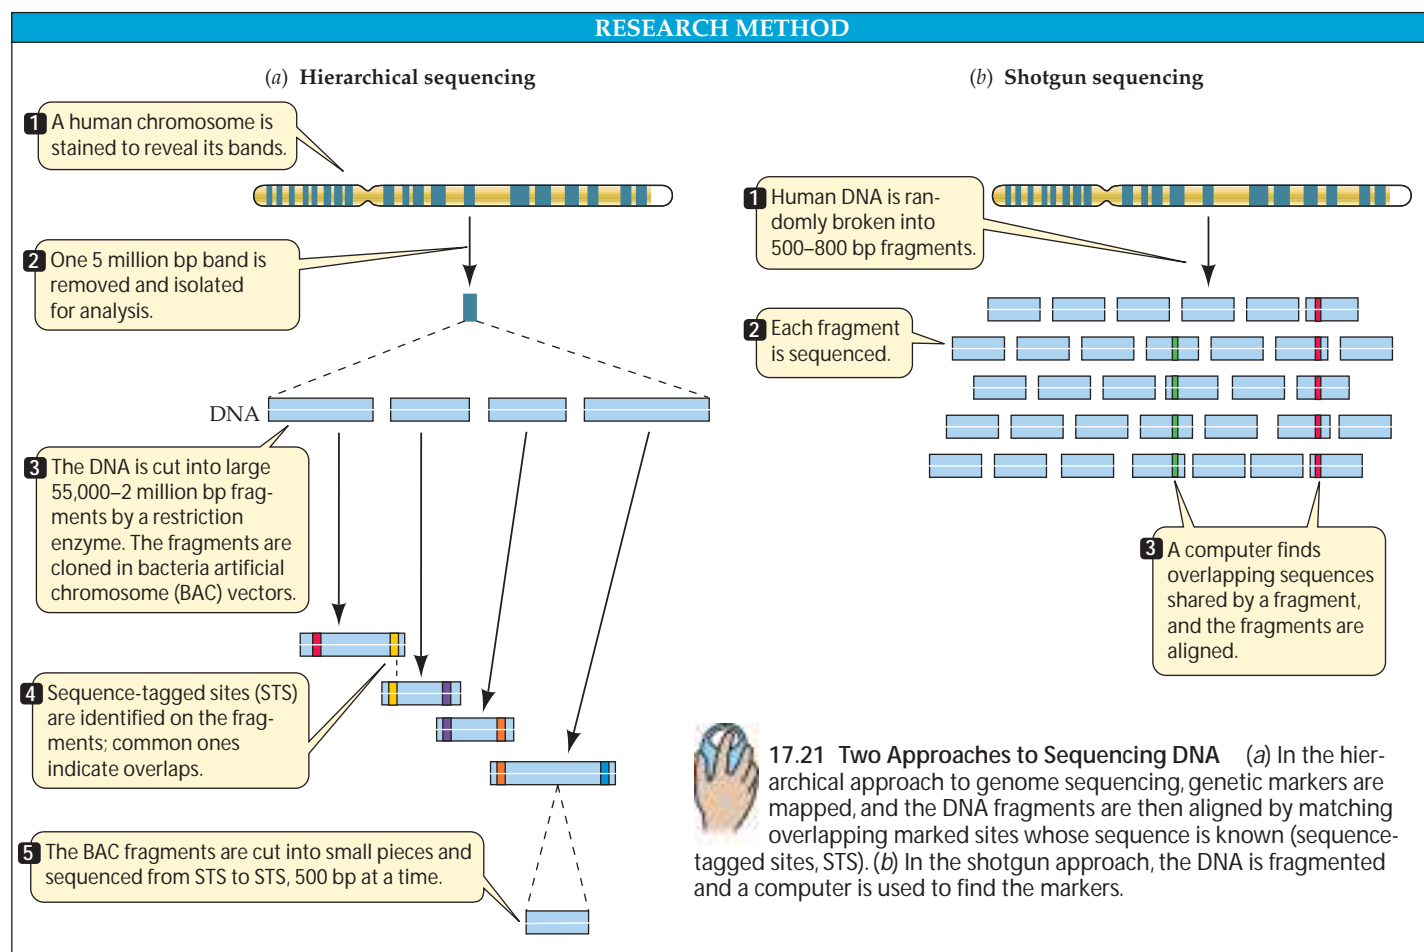 RESEARCH METHOD
(a) Hierarchical sequencing
1 A human chromosome is
stained to reveal its bands.
2 One 5 million bp band is
removed and isolated
for analysis.
DNA
3 The DNA is cut into large
55,000–2 million bp frag-
ments by a restriction
enzyme. The fragments are
cloned in bacteria artificial
chromosome (BAC) vectors.
4 Sequence-tagged sites (STS)
are identified on the frag-
ments; common ones
indicate overlaps.
5 The BAC fragments are cut into small pieces and
sequenced from STS to STS, 500 bp at a time.
(b) Shotgun sequencing
1 Human DNA is ran-
domly broken into
500–800 bp fragments.
2 Each fragment
is sequenced.
3 A computer finds
overlapping sequences
shared by a fragment,
and the fragments are
aligned.
17.21 Two Approaches to Sequencing DNA (a) In the hier-
archical approach to genome sequencing, genetic markers are
mapped, and the DNA fragments are then aligned by matching
overlapping marked sites whose sequence is known (sequence-
tagged sites, STS). (b) In the shotgun approach, the DNA is fragmented
and a computer is used to find the markers.